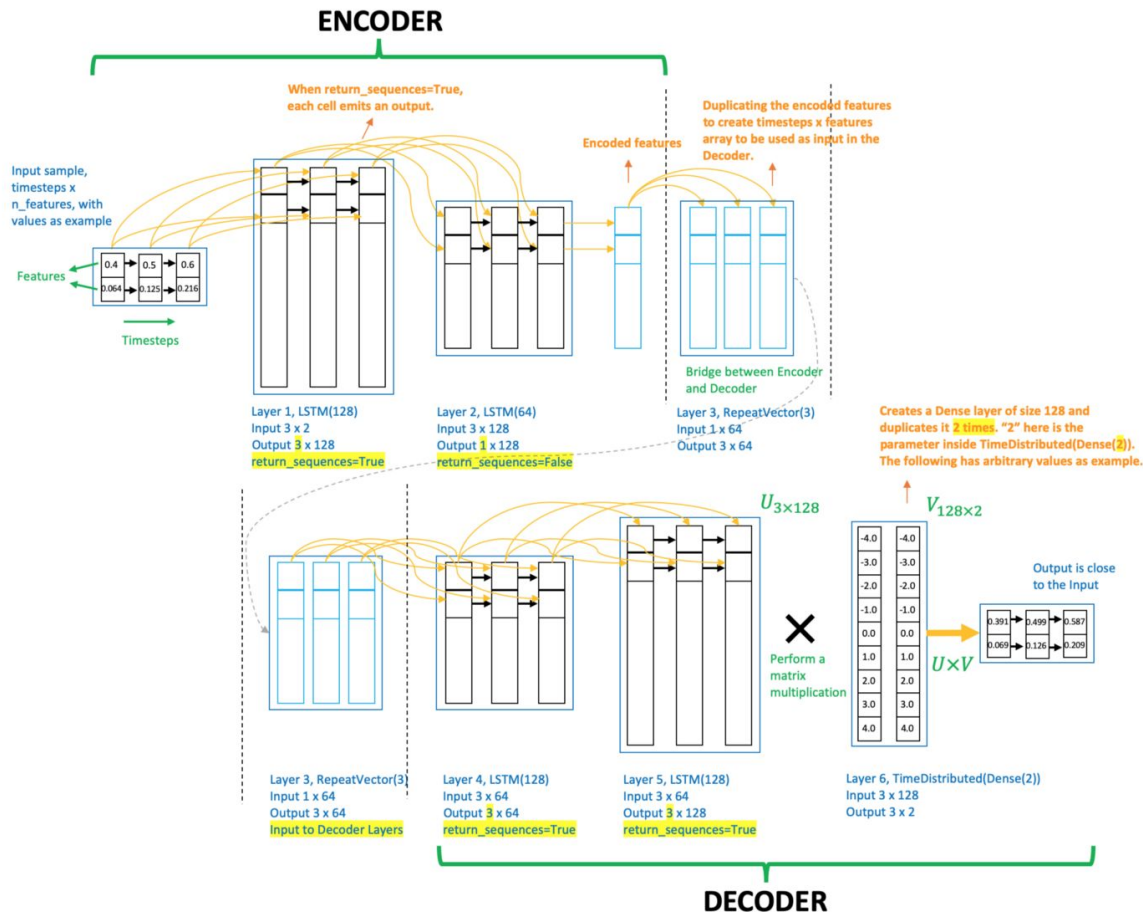 ENCODER
When return_sequences=True,
each cell emits an output.
Duplicating the encoded features
to create timesteps x features
array to be used as input in the
Decoder.
Encoded features
Input sample,
timesteps x
n_features, with
values as example
Features
0.4 0.5 0.6
0.064 0.125 0.216
Timesteps
Bridge between Encoder
and Decoder
Layer 1, LSTM(128)
Input 3 x 2
Output 3 x 128
return_sequences=True
Layer 2, LSTM(64)
Input 3 x 128
Output 1 x 128
return_sequences=False
Layer 3, RepeatVector(3)
Input 1 x 64
Output 3 x 64
Creates a Dense layer of size 128 and
duplicates it 2 times. “2” here is the
parameter inside TimeDistributed(Dense(2)).
The following has arbitrary values as example.
U3×128
V128×2
-4.0 -4.0
-3.0 -3.0
-2.0 -2.0
-1.0 -1.0
0.0 0.0
1.0 1.0
2.0 2.0
3.0 3.0
4.0 4.0
Perform a
matrix
multiplication
U×V
Output is close
to the Input
0.391 0.499 0.587
0.069 0.126 0.209
Layer 3, RepeatVector(3)
Input 1 x 64
Output 3 x 64
Input to Decoder Layers
Layer 4, LSTM(128)
Input 3 x 64
Output 3 x 64
return_sequences=True
Layer 5, LSTM(128)
Input 3 x 64
Output 3 x 128
return_sequences=True
Layer 6, TimeDistributed(Dense(2))
Input 3 x 128
Output 3 x 2
DECODER